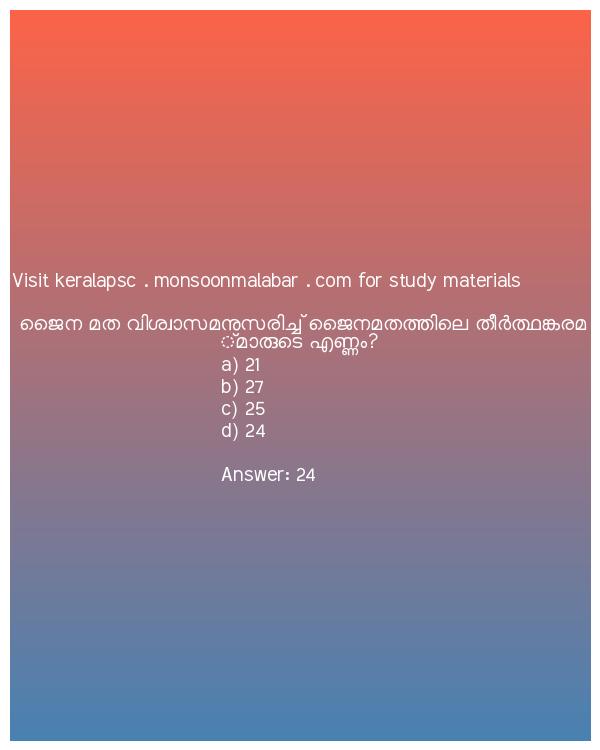 Visit keralapsc . monsoonmalabar . com for study materials
ജൈന മത വിശ്വാസമനുസരിച്ച് ജൈനമതത്തിലെ തീർത്ഥങ്കരമ
്മാരുടെ എണ്ണം?
a) 21
b) 27
c) 25
d) 24
Answer: 24